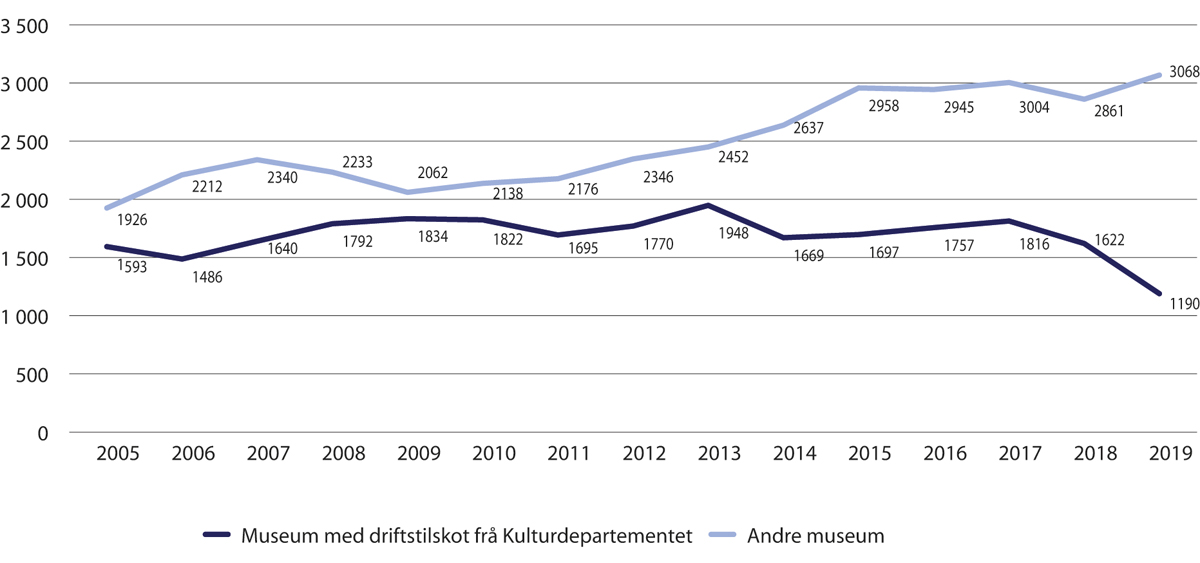 3 500
3 000
2 500
2 000
1 500
1 000
500
0
1926 2212 2340 2233 2062 2138 2176 2346 2452 2637 2958 2945 3004 2861 3068
1593 1486 1640 1792 1834 1822 1695 1770 1948 1669 1697 1757 1816 1622 1190
2005 2006 2007 2008 2009 2010 2011 2012 2013 2014 2015 2016 2017 2018 2019
Museum med driftstilskot frå Kulturdepartementet Andre museum